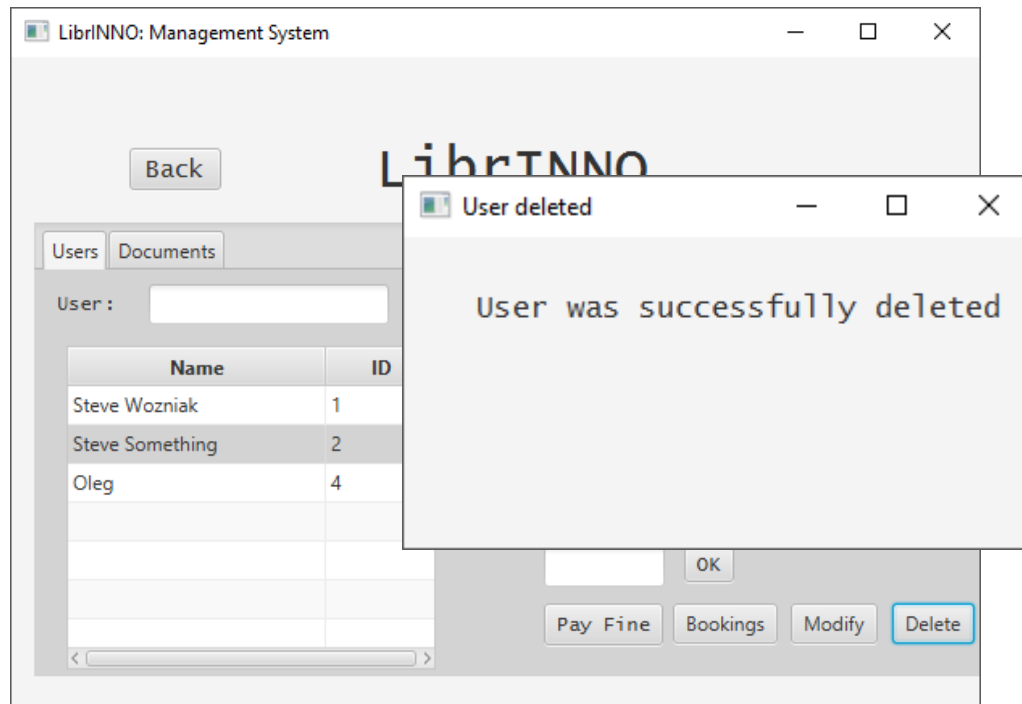 LibrINNO: Management System
Back
LibrINNO
User deleted
User was successfully deleted
Users Documents
User:
Name ID
Steve Wozniak 1
Steve Something 2
Oleg 4
OK
Pay Fine Bookings Modify Delete